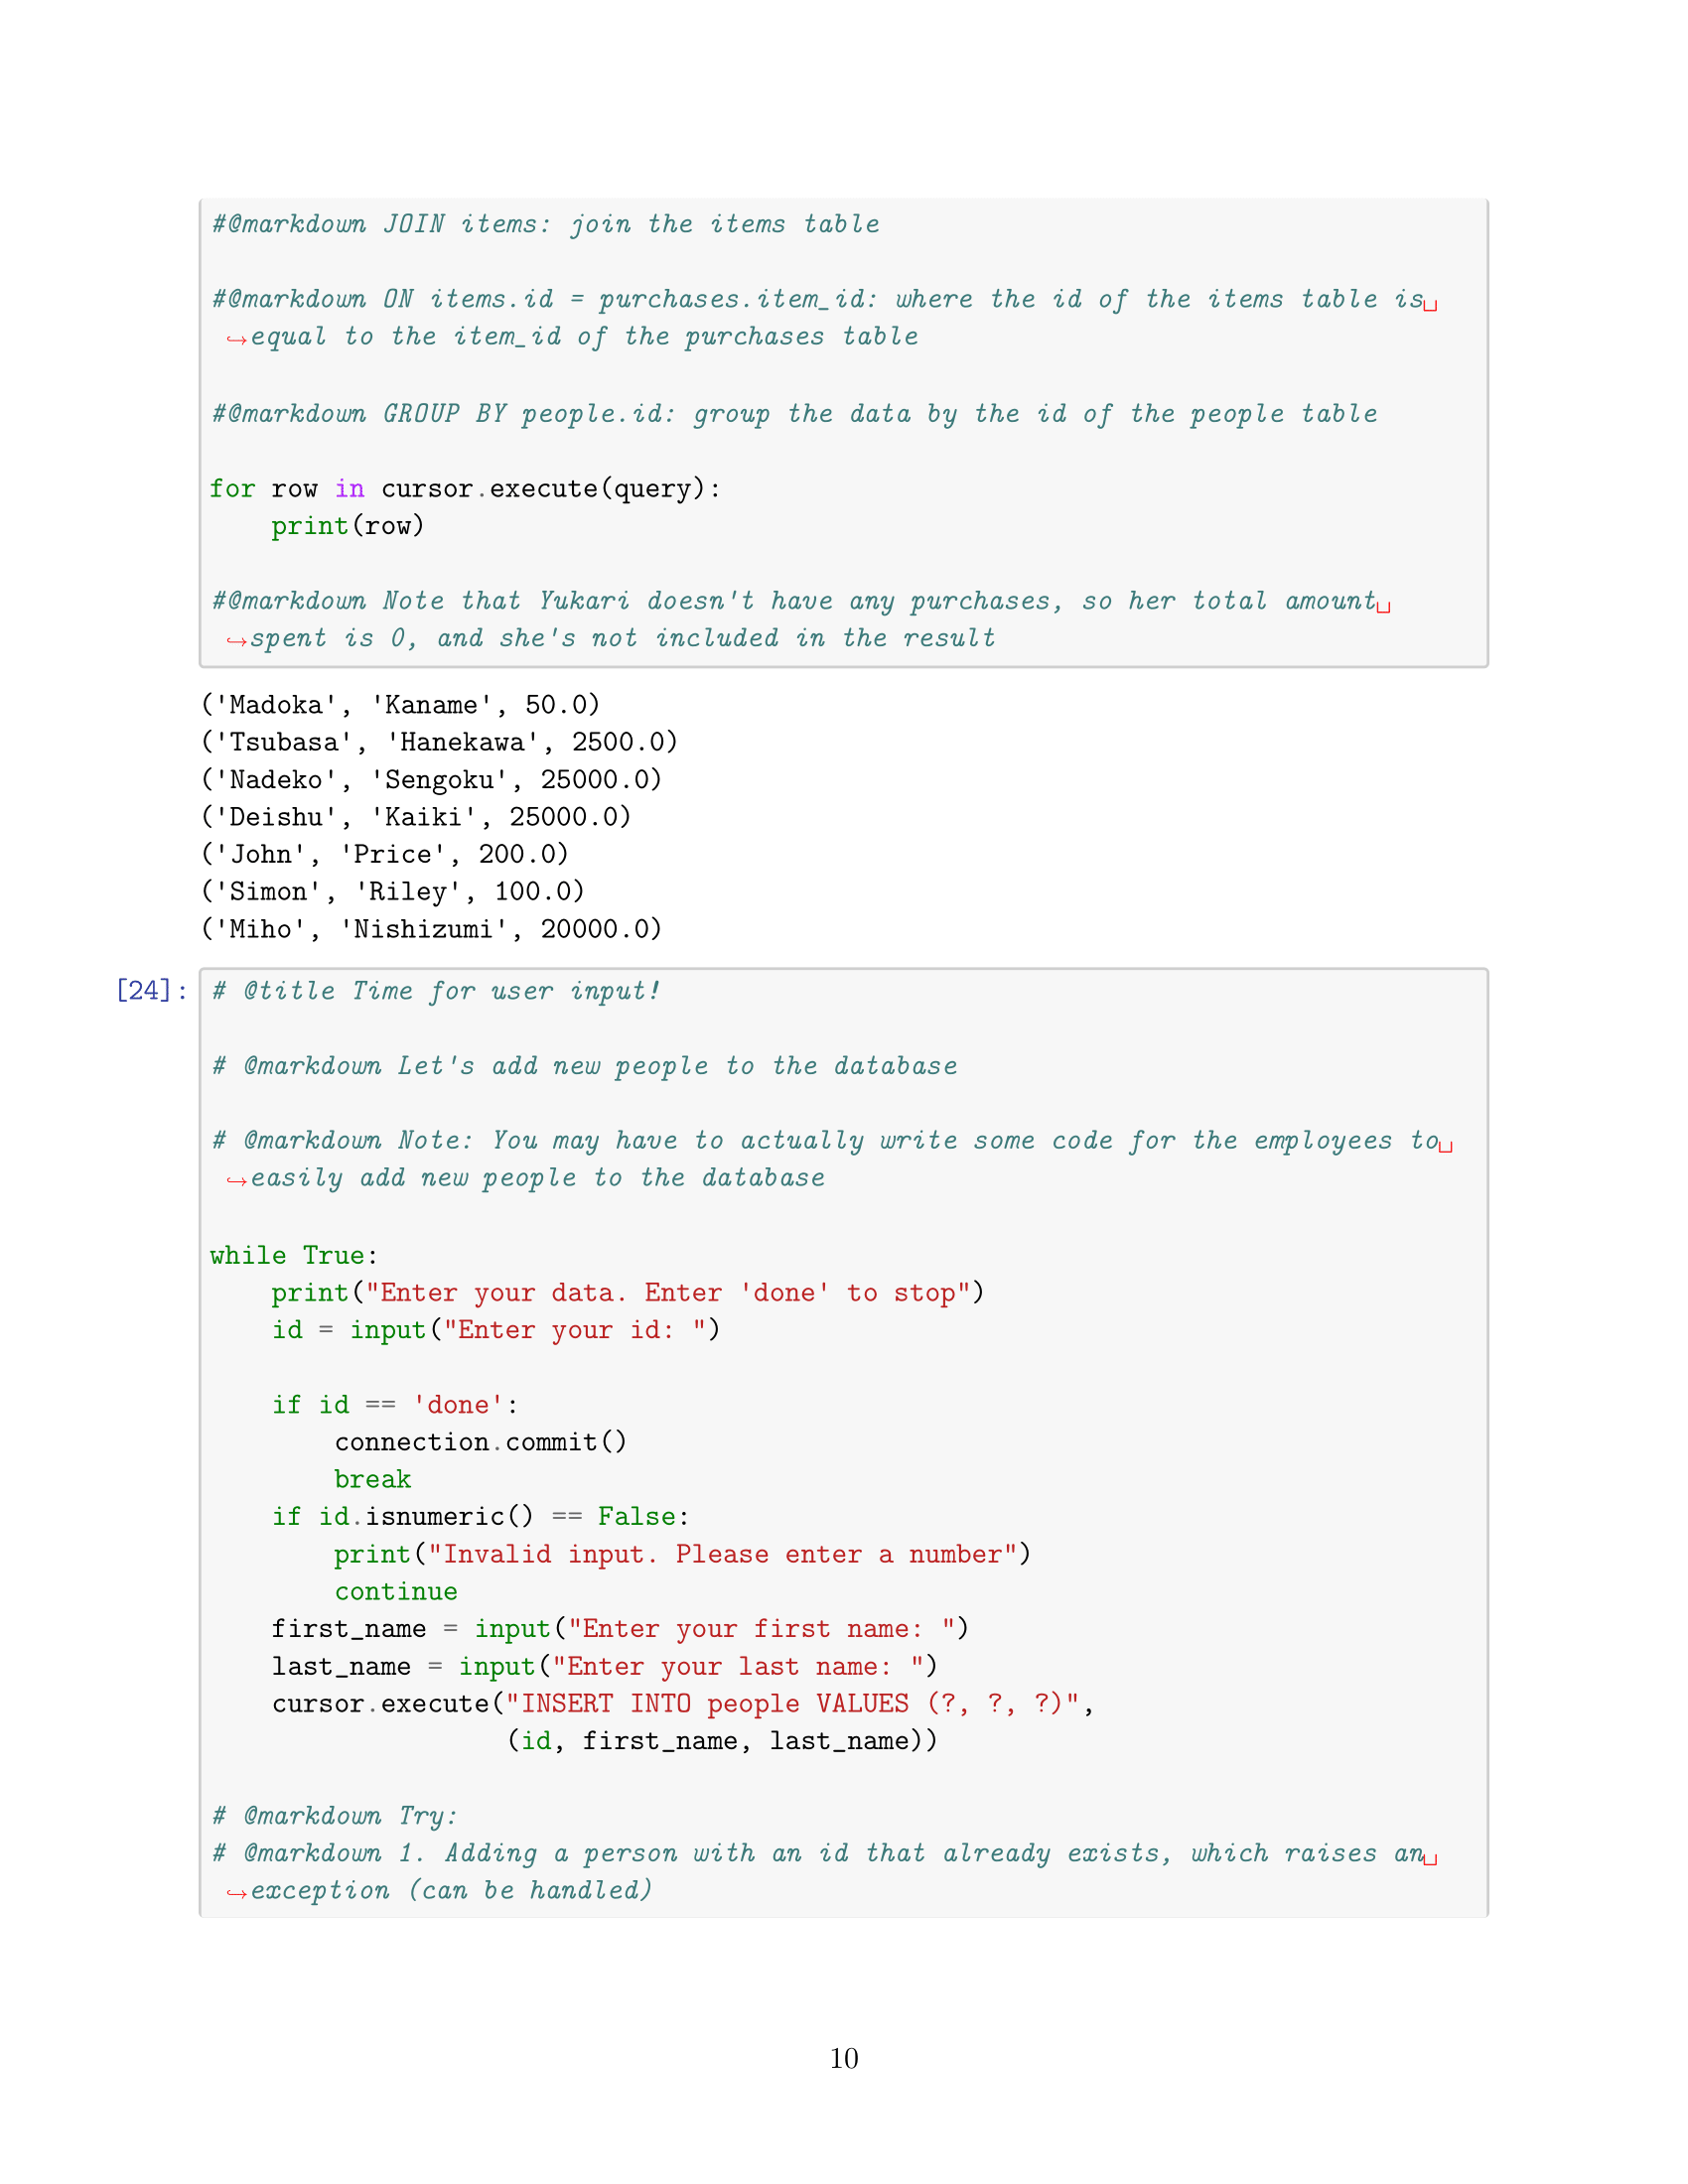 #@markdown JOIN items: join the items table
#@markdown ON items.id = purchases.item_id: where the id of the items table is␣
↪equal to the item_id of the purchases table
#@markdown GROUP BY people.id: group the data by the id of the people table
for row in cursor.execute(query):
    print(row)
#@markdown Note that Yukari doesn't have any purchases, so her total amount␣
↪spent is 0, and she's not included in the result
('Madoka', 'Kaname', 50.0)
('Tsubasa', 'Hanekawa', 2500.0)
('Nadeko', 'Sengoku', 25000.0)
('Deishu', 'Kaiki', 25000.0)
('John', 'Price', 200.0)
('Simon', 'Riley', 100.0)
('Miho', 'Nishizumi', 20000.0)
[24]: # @title Time for user input!
# @markdown Let's add new people to the database
# @markdown Note: You may have to actually write some code for the employees to␣
↪easily add new people to the database
while True:
    print("Enter your data. Enter 'done' to stop")
    id = input("Enter your id: ")
    if id == 'done':
        connection.commit()
        break
    if id.isnumeric() == False:
        print("Invalid input. Please enter a number")
        continue
    first_name = input("Enter your first name: ")
    last_name = input("Enter your last name: ")
    cursor.execute("INSERT INTO people VALUES (?, ?, ?)",
                   (id, first_name, last_name))
# @markdown Try:
# @markdown 1. Adding a person with an id that already exists, which raises an␣
↪exception (can be handled)
10